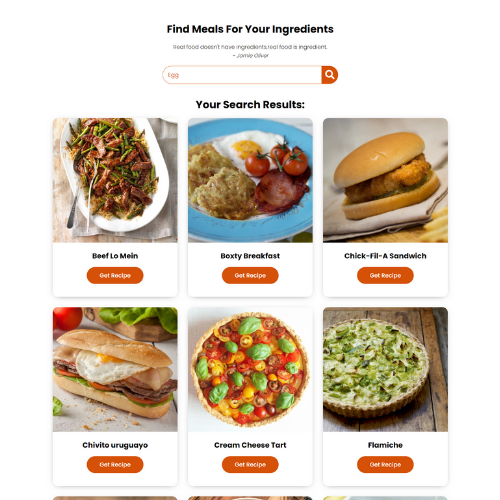 Find Meals For Your Ingredients
Real food doesn't have ingredients,real food is ingredient.
- Jamie Oliver
Egg
Your Search Results:
Beef Lo Mein
Get Recipe
Boxty Breakfast
Get Recipe
Chick-Fil-A Sandwich
Get Recipe
Chivito uruguayo
Get Recipe
Cream Cheese Tart
Get Recipe
Flamiche
Get Recipe